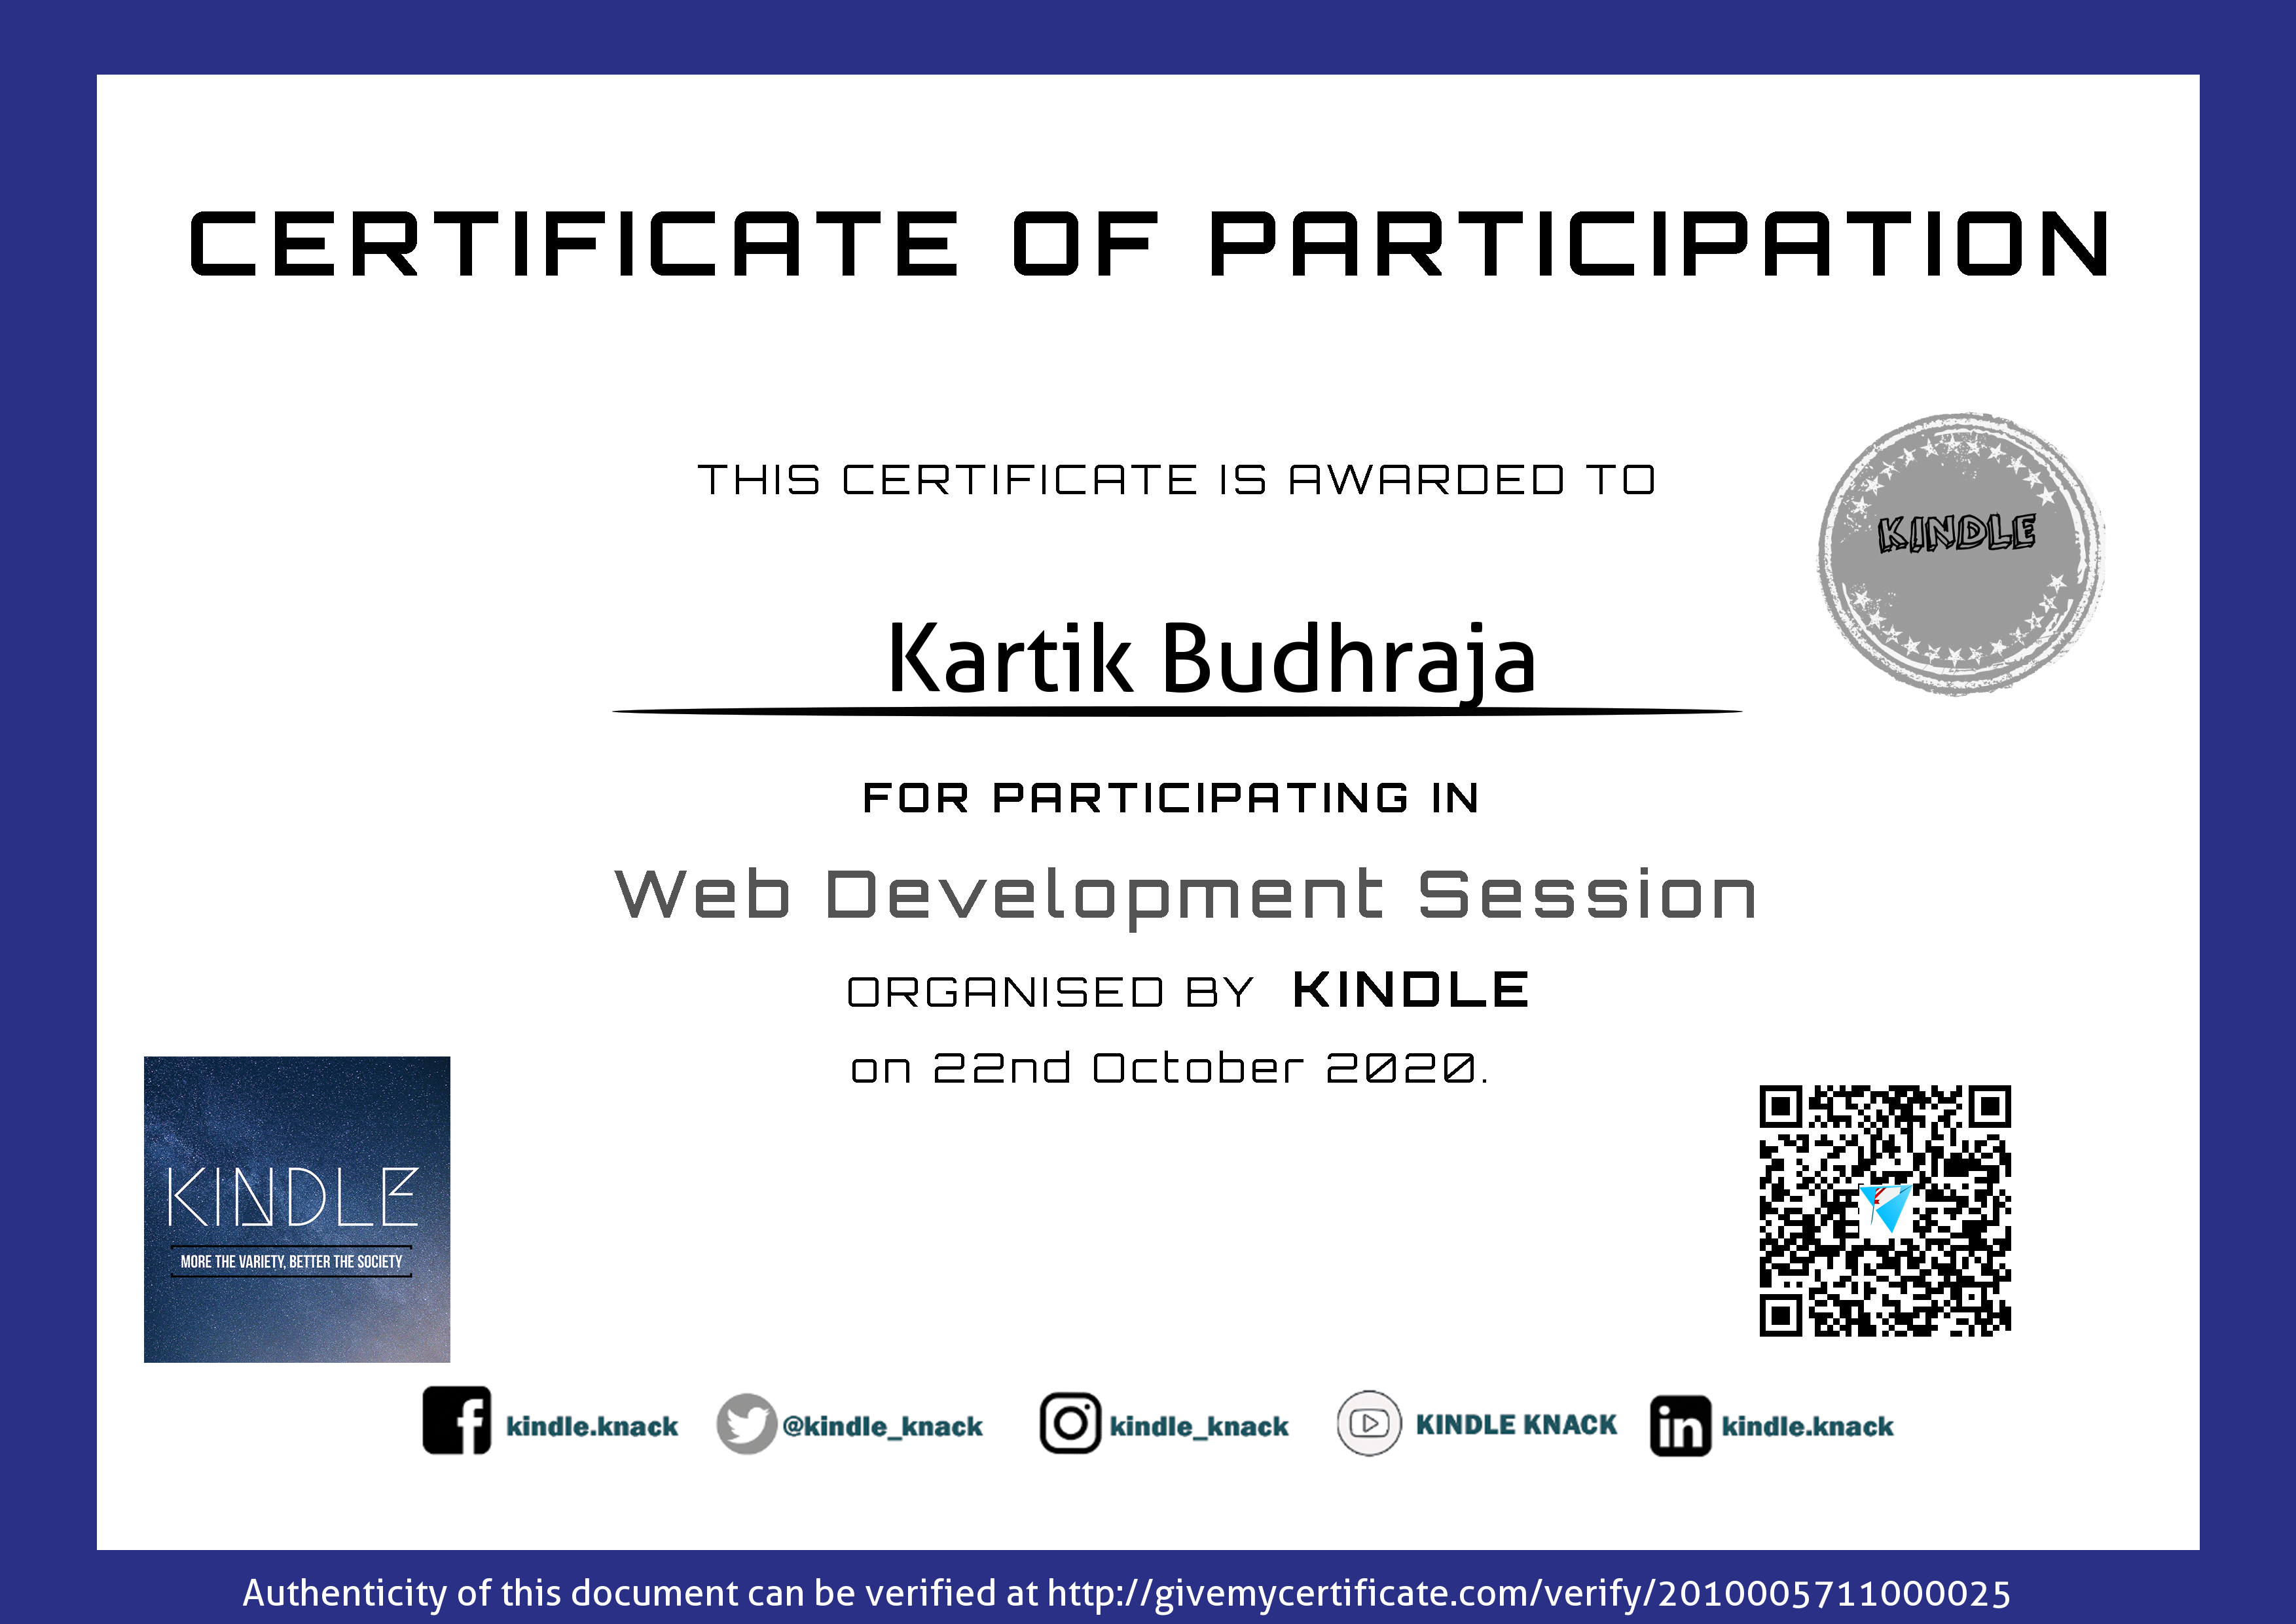 CERTIFICATE OF PARTICIPATION
THIS CERTIFICATE IS AWARDED TO
KINDLE
Kartik Budhraja
FOR PARTICIPATING IN
Web Development Session
ORGANISED BY KINDLE
on 22nd October 2020.
KINDLE
MORE THE VARIETY, BETTER THE SOCIETY
kindle.knack @kindle_knack kindle_knack KINDLE KNACK kindle.knack
Authenticity of this document can be verified at http://givemycertificate.com/verify/2010005711000025